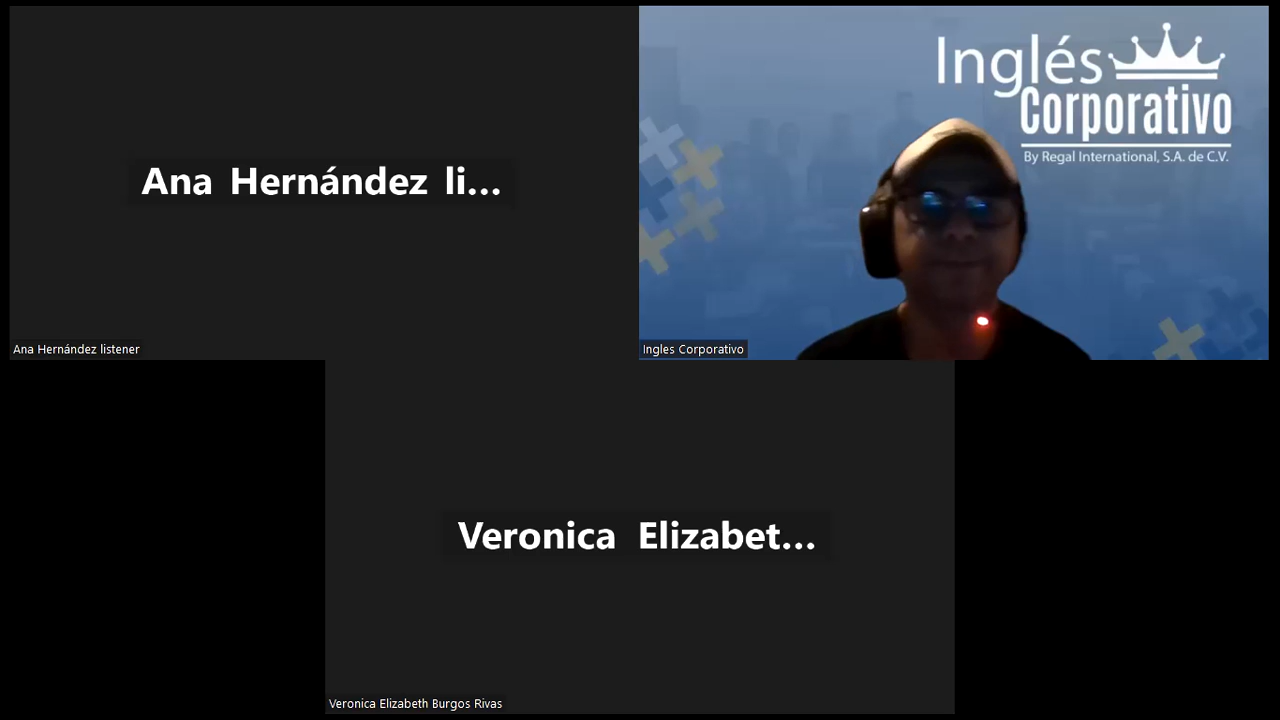 Ana Hernández li...
Ana Hernández listener
Inglés
Corporativo
By Regal International, S.A. de C.V.
Ingles Corporativo
Veronica Elizabet...
Veronica Elizabeth Burgos Rivas